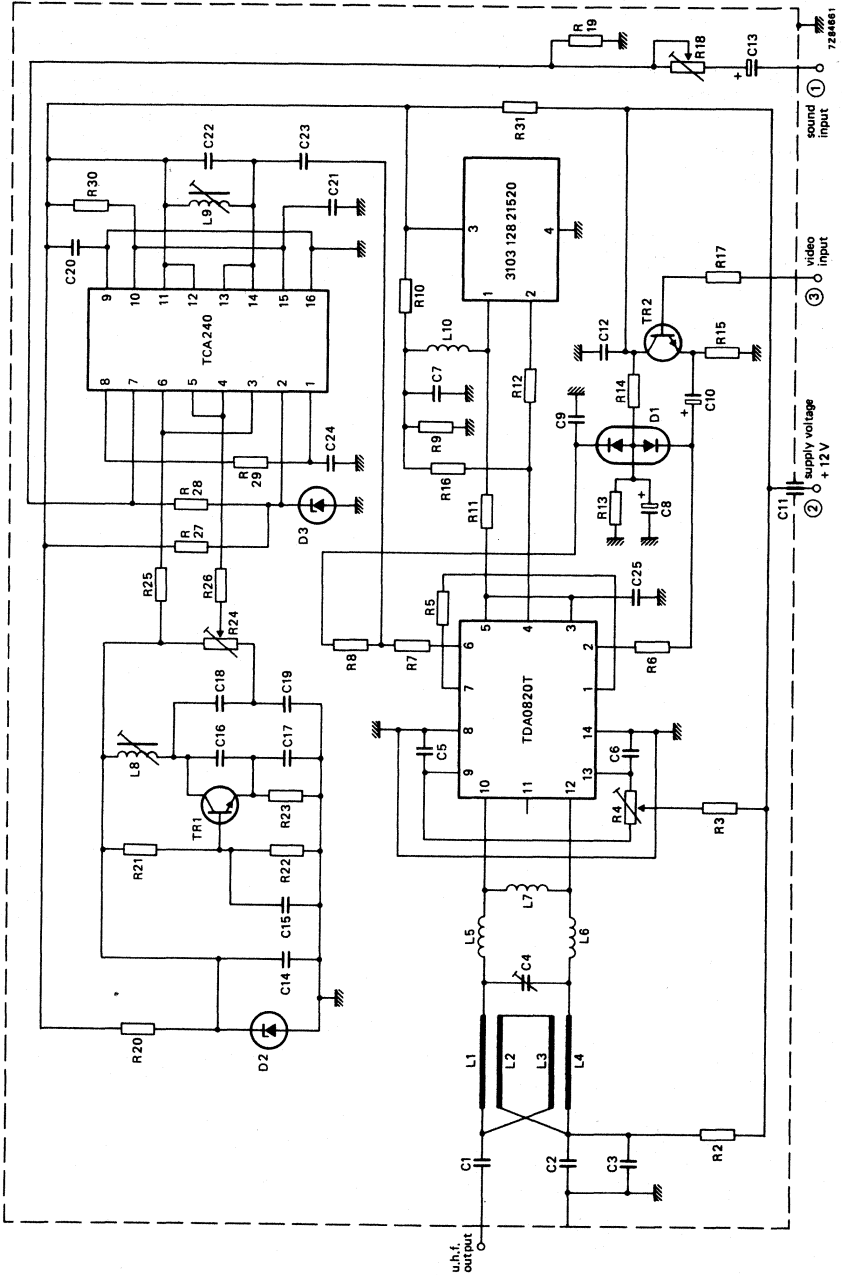 R20
D2
C14
C15
R21
R22
TR1
R23
L8
C16
C17
C18
C19
R24
R25
R26
R 27
R 28
D3
R 29
C24
TCA240
8
7
6
5
4
3
2
1
9
10
11
12
13
14
15
16
C20
R30
L9
C22
C23
C21
u.h.f. output
C1
C2
C3
L1
L2
L3
L4
C4
L5
L6
L7
10
11
12
9
8
13
14
7
6
1
2
5
4
3
TDA0820T
C5
C6
R4
R3
R2
R5
R6
R7
R8
C25
R11
R16
R9
C7
L10
R10
R12
1
2
3
4
3103 128 21520
R31
R13
C8
+
C9
D1
R14
C12
C10
+
TR2
R15
R17
C11
2
supply voltage
+ 12 V
3
video
input
R 19
R18
C13
+
1
sound
input
7284661